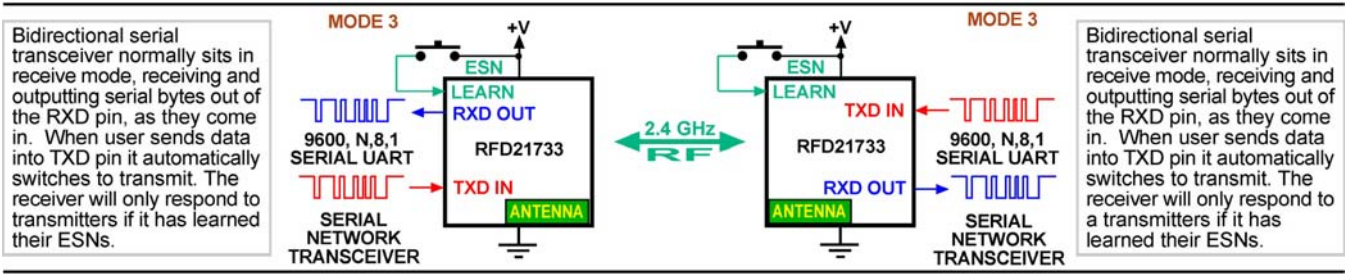 Bidirectional serial
transceiver normally sits in
receive mode, receiving and
outputting serial bytes out of
the RXD pin, as they come
in. When user sends data
into TXD pin it automatically
switches to transmit. The
receiver will only respond to
transmitters if it has learned
their ESNs.
MODE 3
+V
ESN
LEARN
RXD OUT
9600, N,8,1
SERIAL UART
RFD21733
TXD IN
ANTENNA
SERIAL
NETWORK
TRANSCEIVER
2.4 GHz
RF
MODE 3
+V
ESN
LEARN
TXD IN
9600, N,8,1
SERIAL UART
RFD21733
RXD OUT
ANTENNA
SERIAL
NETWORK
TRANSCEIVER
Bidirectional serial
transceiver normally sits in
receive mode, receiving and
outputting serial bytes out of
the RXD pin, as they come
in. When user sends data
into TXD pin it automatically
switches to transmit. The
receiver will only respond to
a transmitters if it has
learned their ESNs.